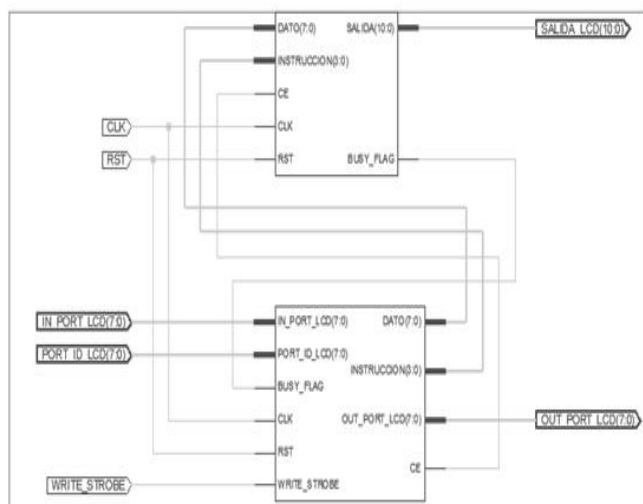 DATO(7:0) SALIDA(10:0) SALIDA_LCD(10:0)
INSTRUCCION(3:0)
CE
CLK CLK
RST RST BUSY_FLAG
IN_PORT_LCD(7:0) IN_PORT_LCD(7:0) DATO(7:0)
PORT_ID_LCD(7:0) PORT_ID_LCD(7:0)
INSTRUCCION(3:0)
BUSY_FLAG
CLK OUT_PORT_LCD(7:0) OUT_PORT_LCD(7:0)
RST
CE
WRITE_STROBE WRITE_STROBE